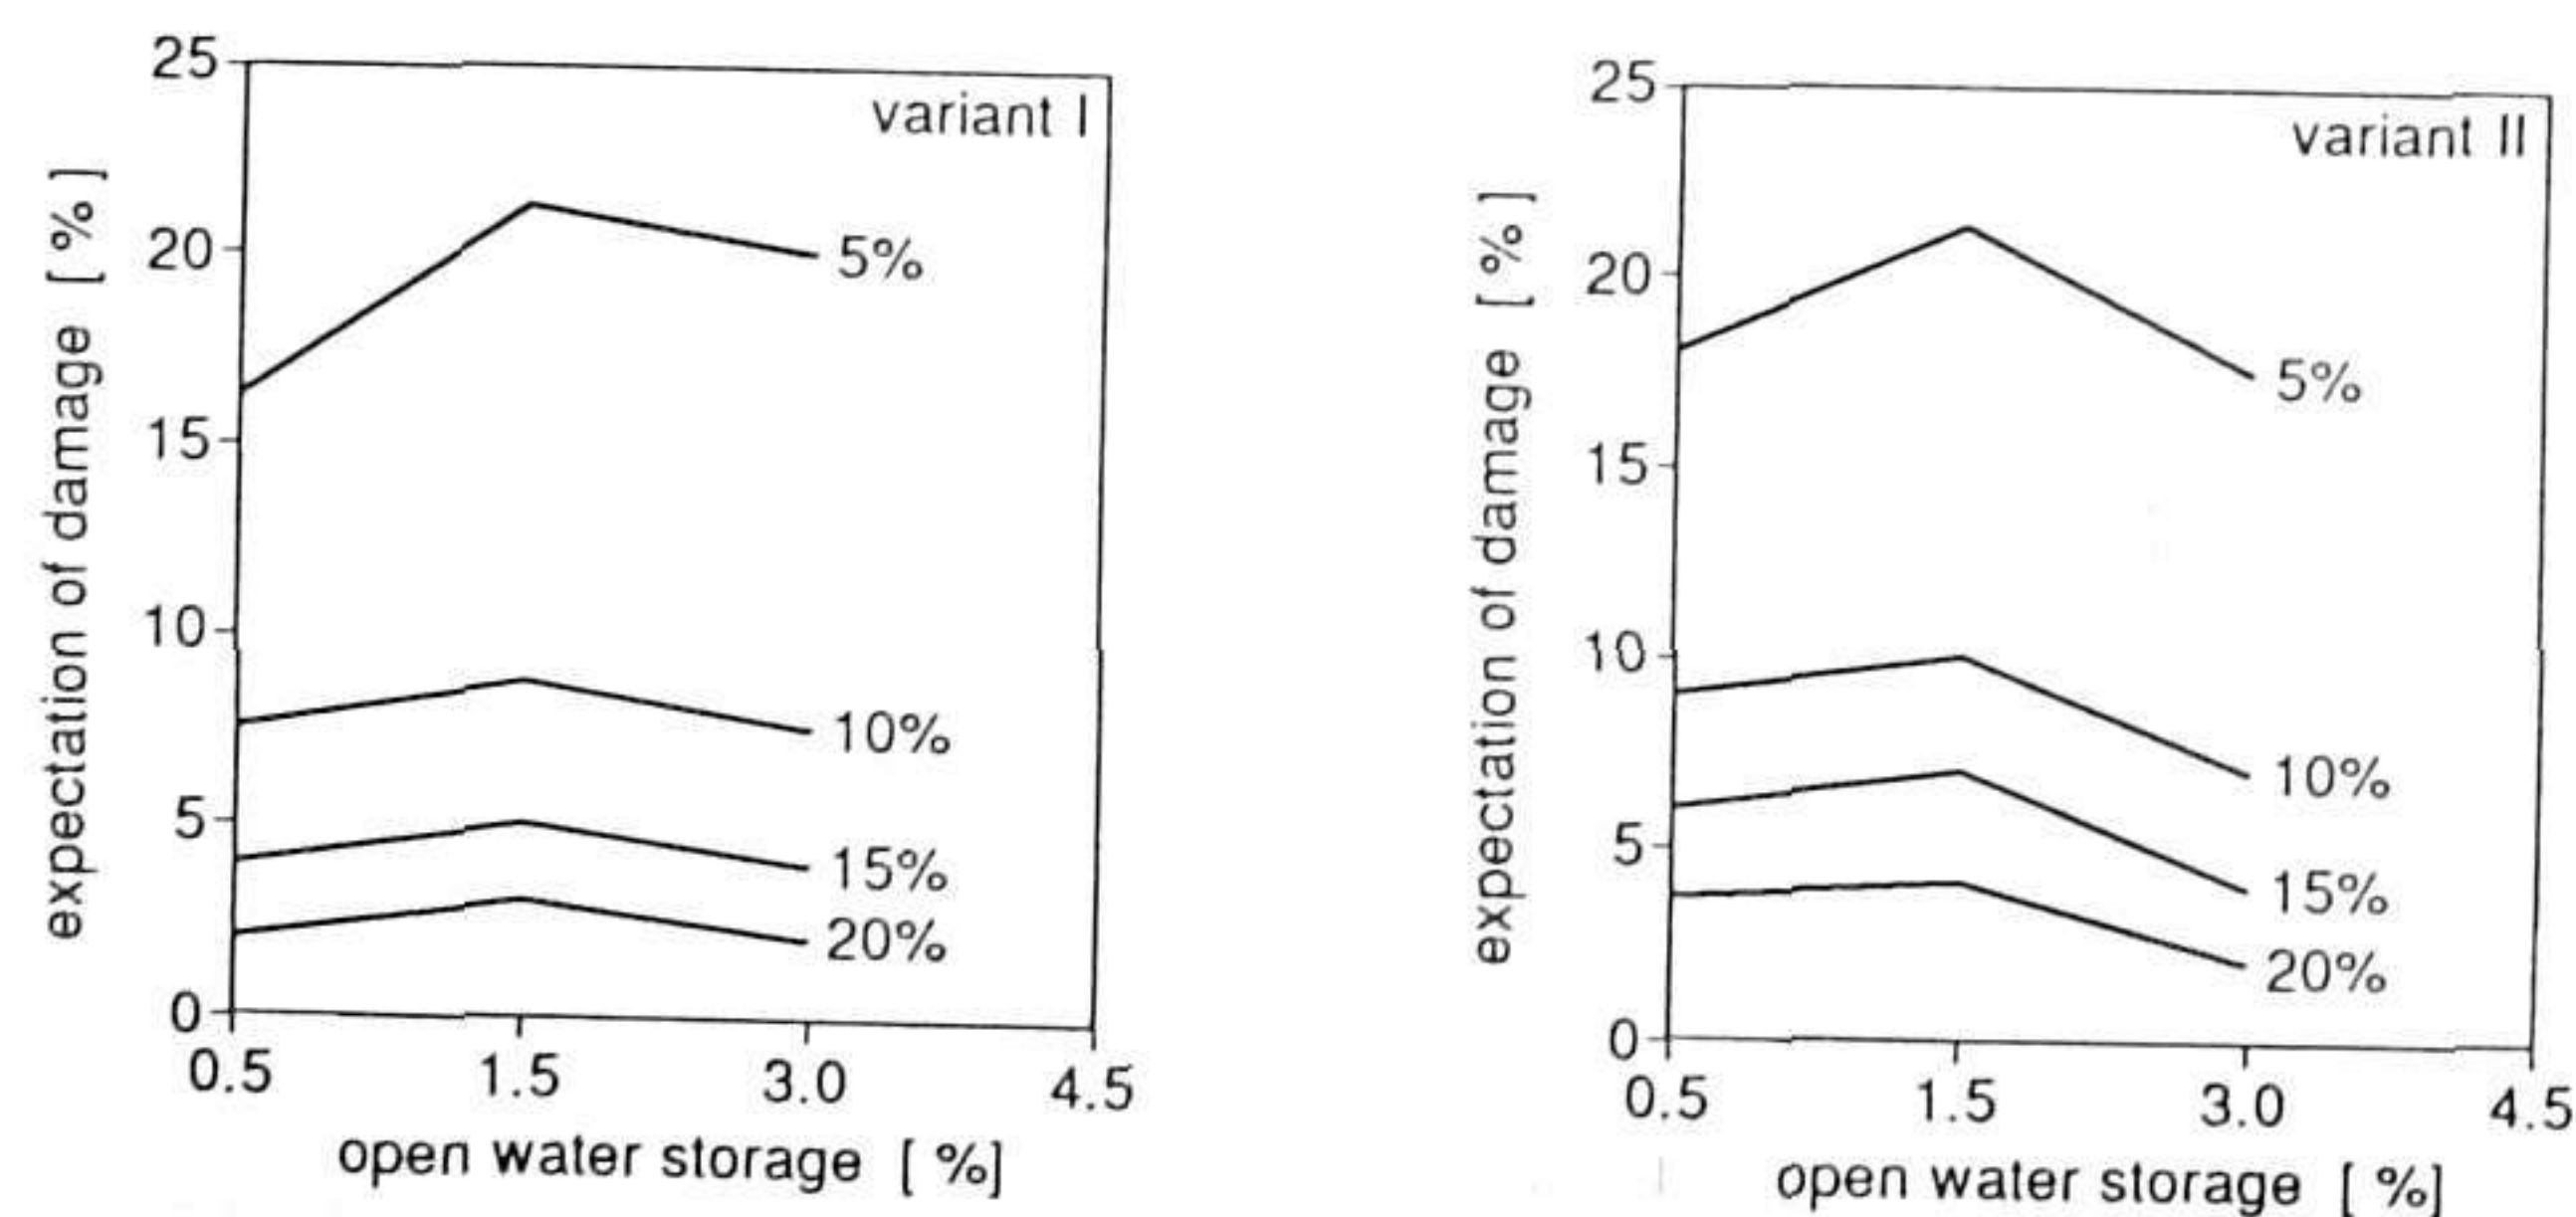 25
variant I
20
5%
15
10
10%
5
15%
20%
0
0.5 1.5 3.0 4.5
open water storage [ %]
expectation of damage [ % ]
25
variant II
20
5%
15
10
10%
5
15%
20%
0
0.5 1.5 3.0 4.5
open water storage [ %]
expectation of damage [ % ]